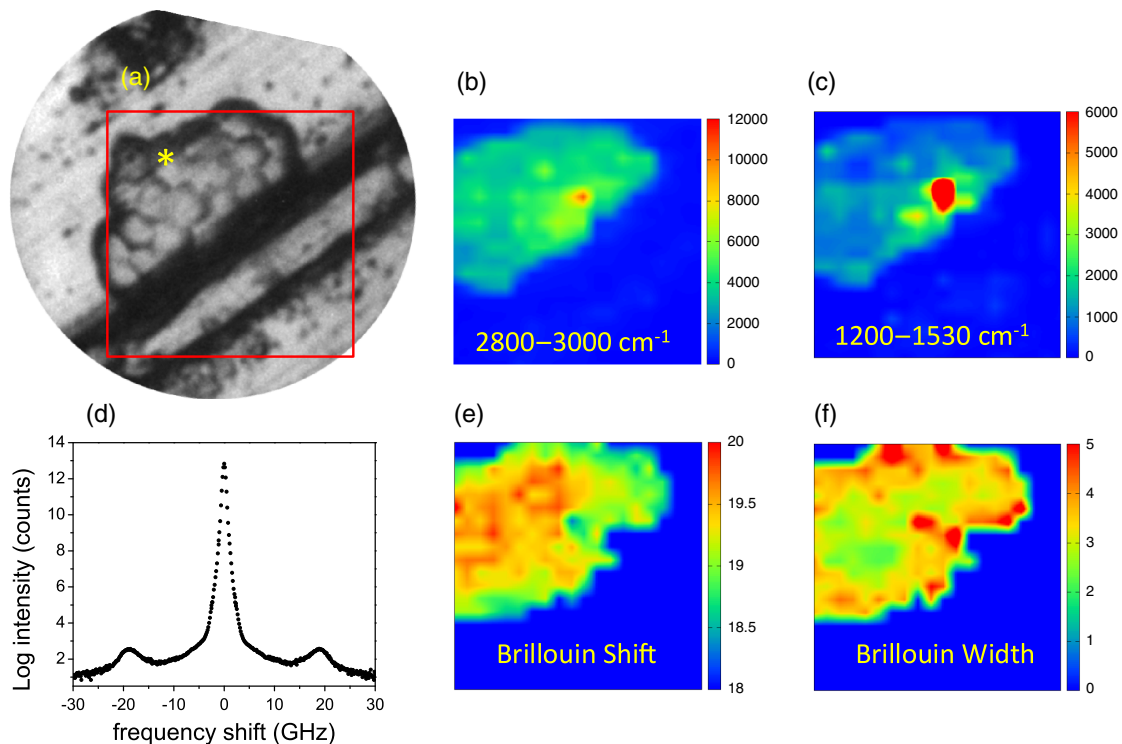 (a)
*
(b)
12000
10000
8000
6000
4000
2000
0
2800–3000 cm-1
(c)
6000
5000
4000
3000
2000
1000
0
1200–1530 cm-1
(d)
14
12
10
8
6
4
2
Log intensity (counts)
-30 -20 -10 0 10 20 30
frequency shift (GHz)
(e)
20
19.5
19
18.5
18
Brillouin Shift
(f)
5
4
3
2
1
0
Brillouin Width